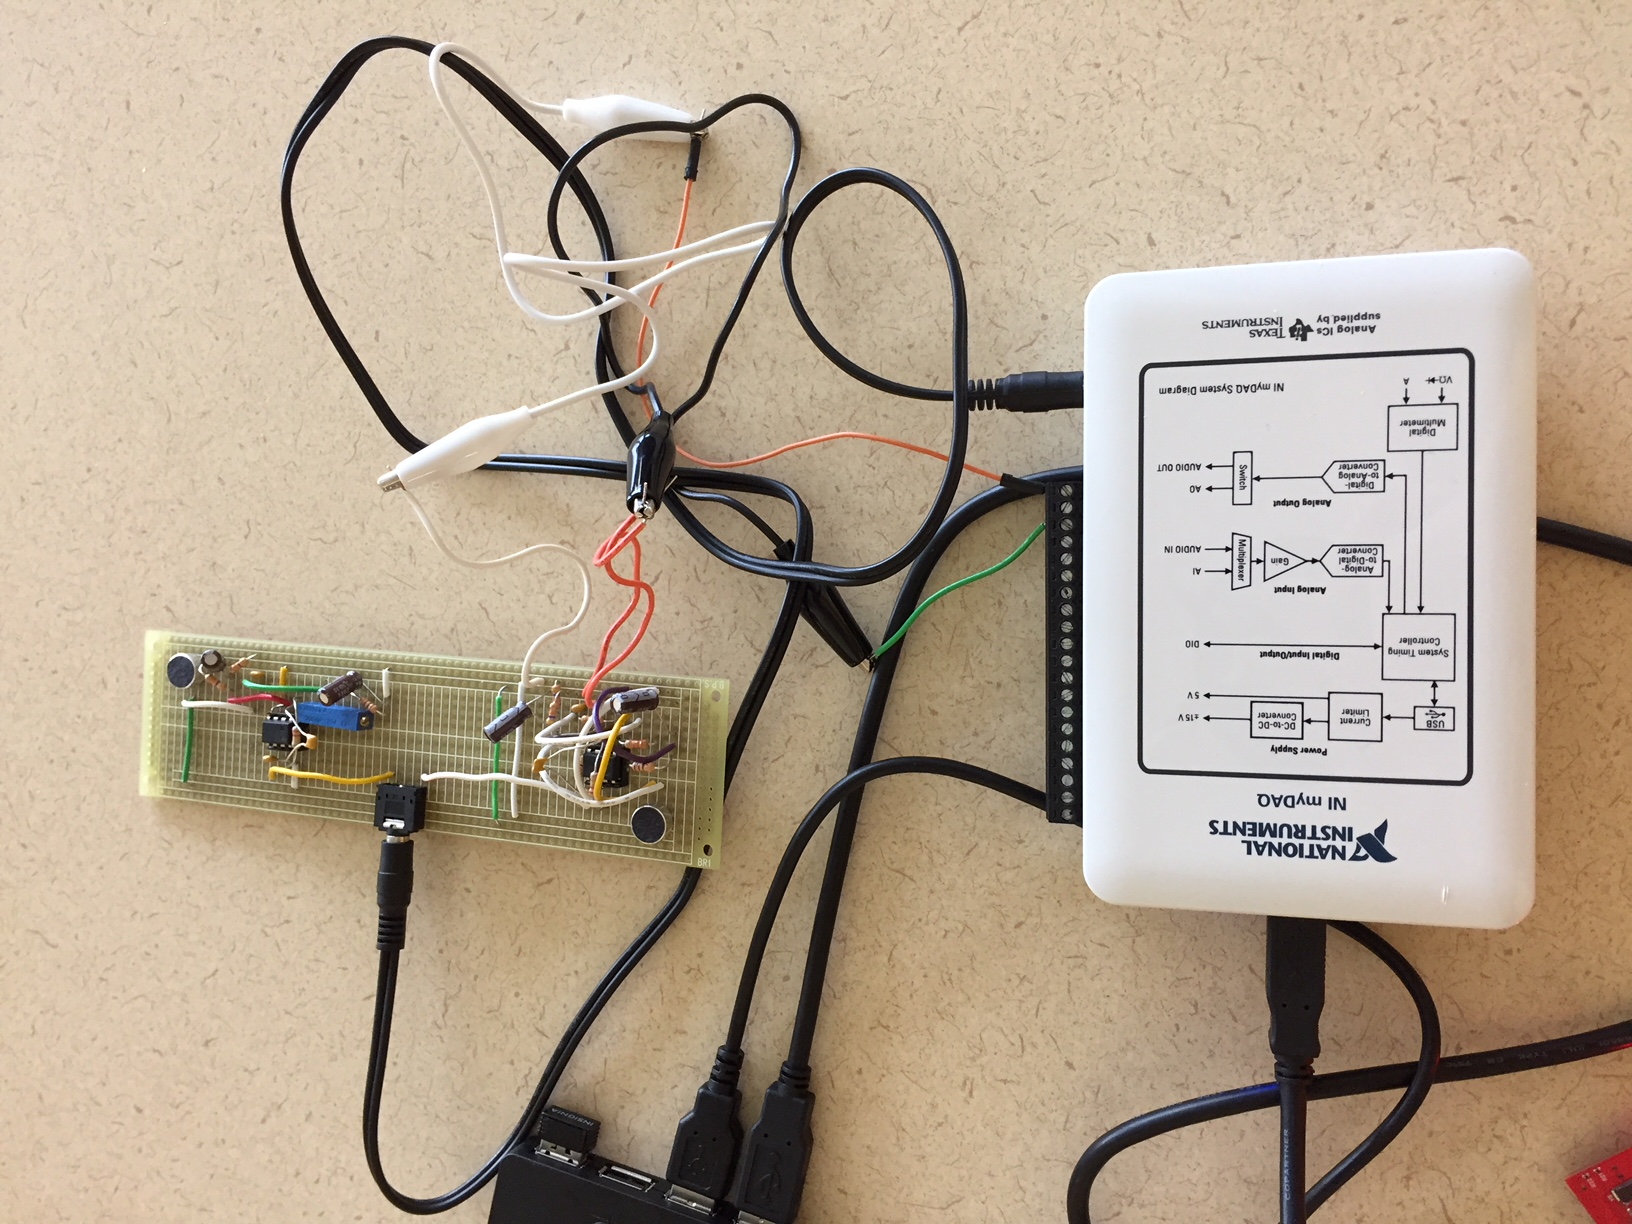 NATIONAL
INSTRUMENTS
NI myDAQ
Power Supply
USB
Current
Limiter
DC-to-DC
Converter
±15 V
5 V
Digital Input/Output
System Timing
Controller
DIO
Analog Input
Analog-
to-Digital
Converter
Gain
Multiplexer
AI
AUDIO IN
Analog Output
Digital-
to-Analog
Converter
Switch
AO
AUDIO OUT
Digital
Multimeter
VΩ
A
NI myDAQ System Diagram
Analog ICs
supplied by
TEXAS
INSTRUMENTS
INSIGNIA
COPARTNER